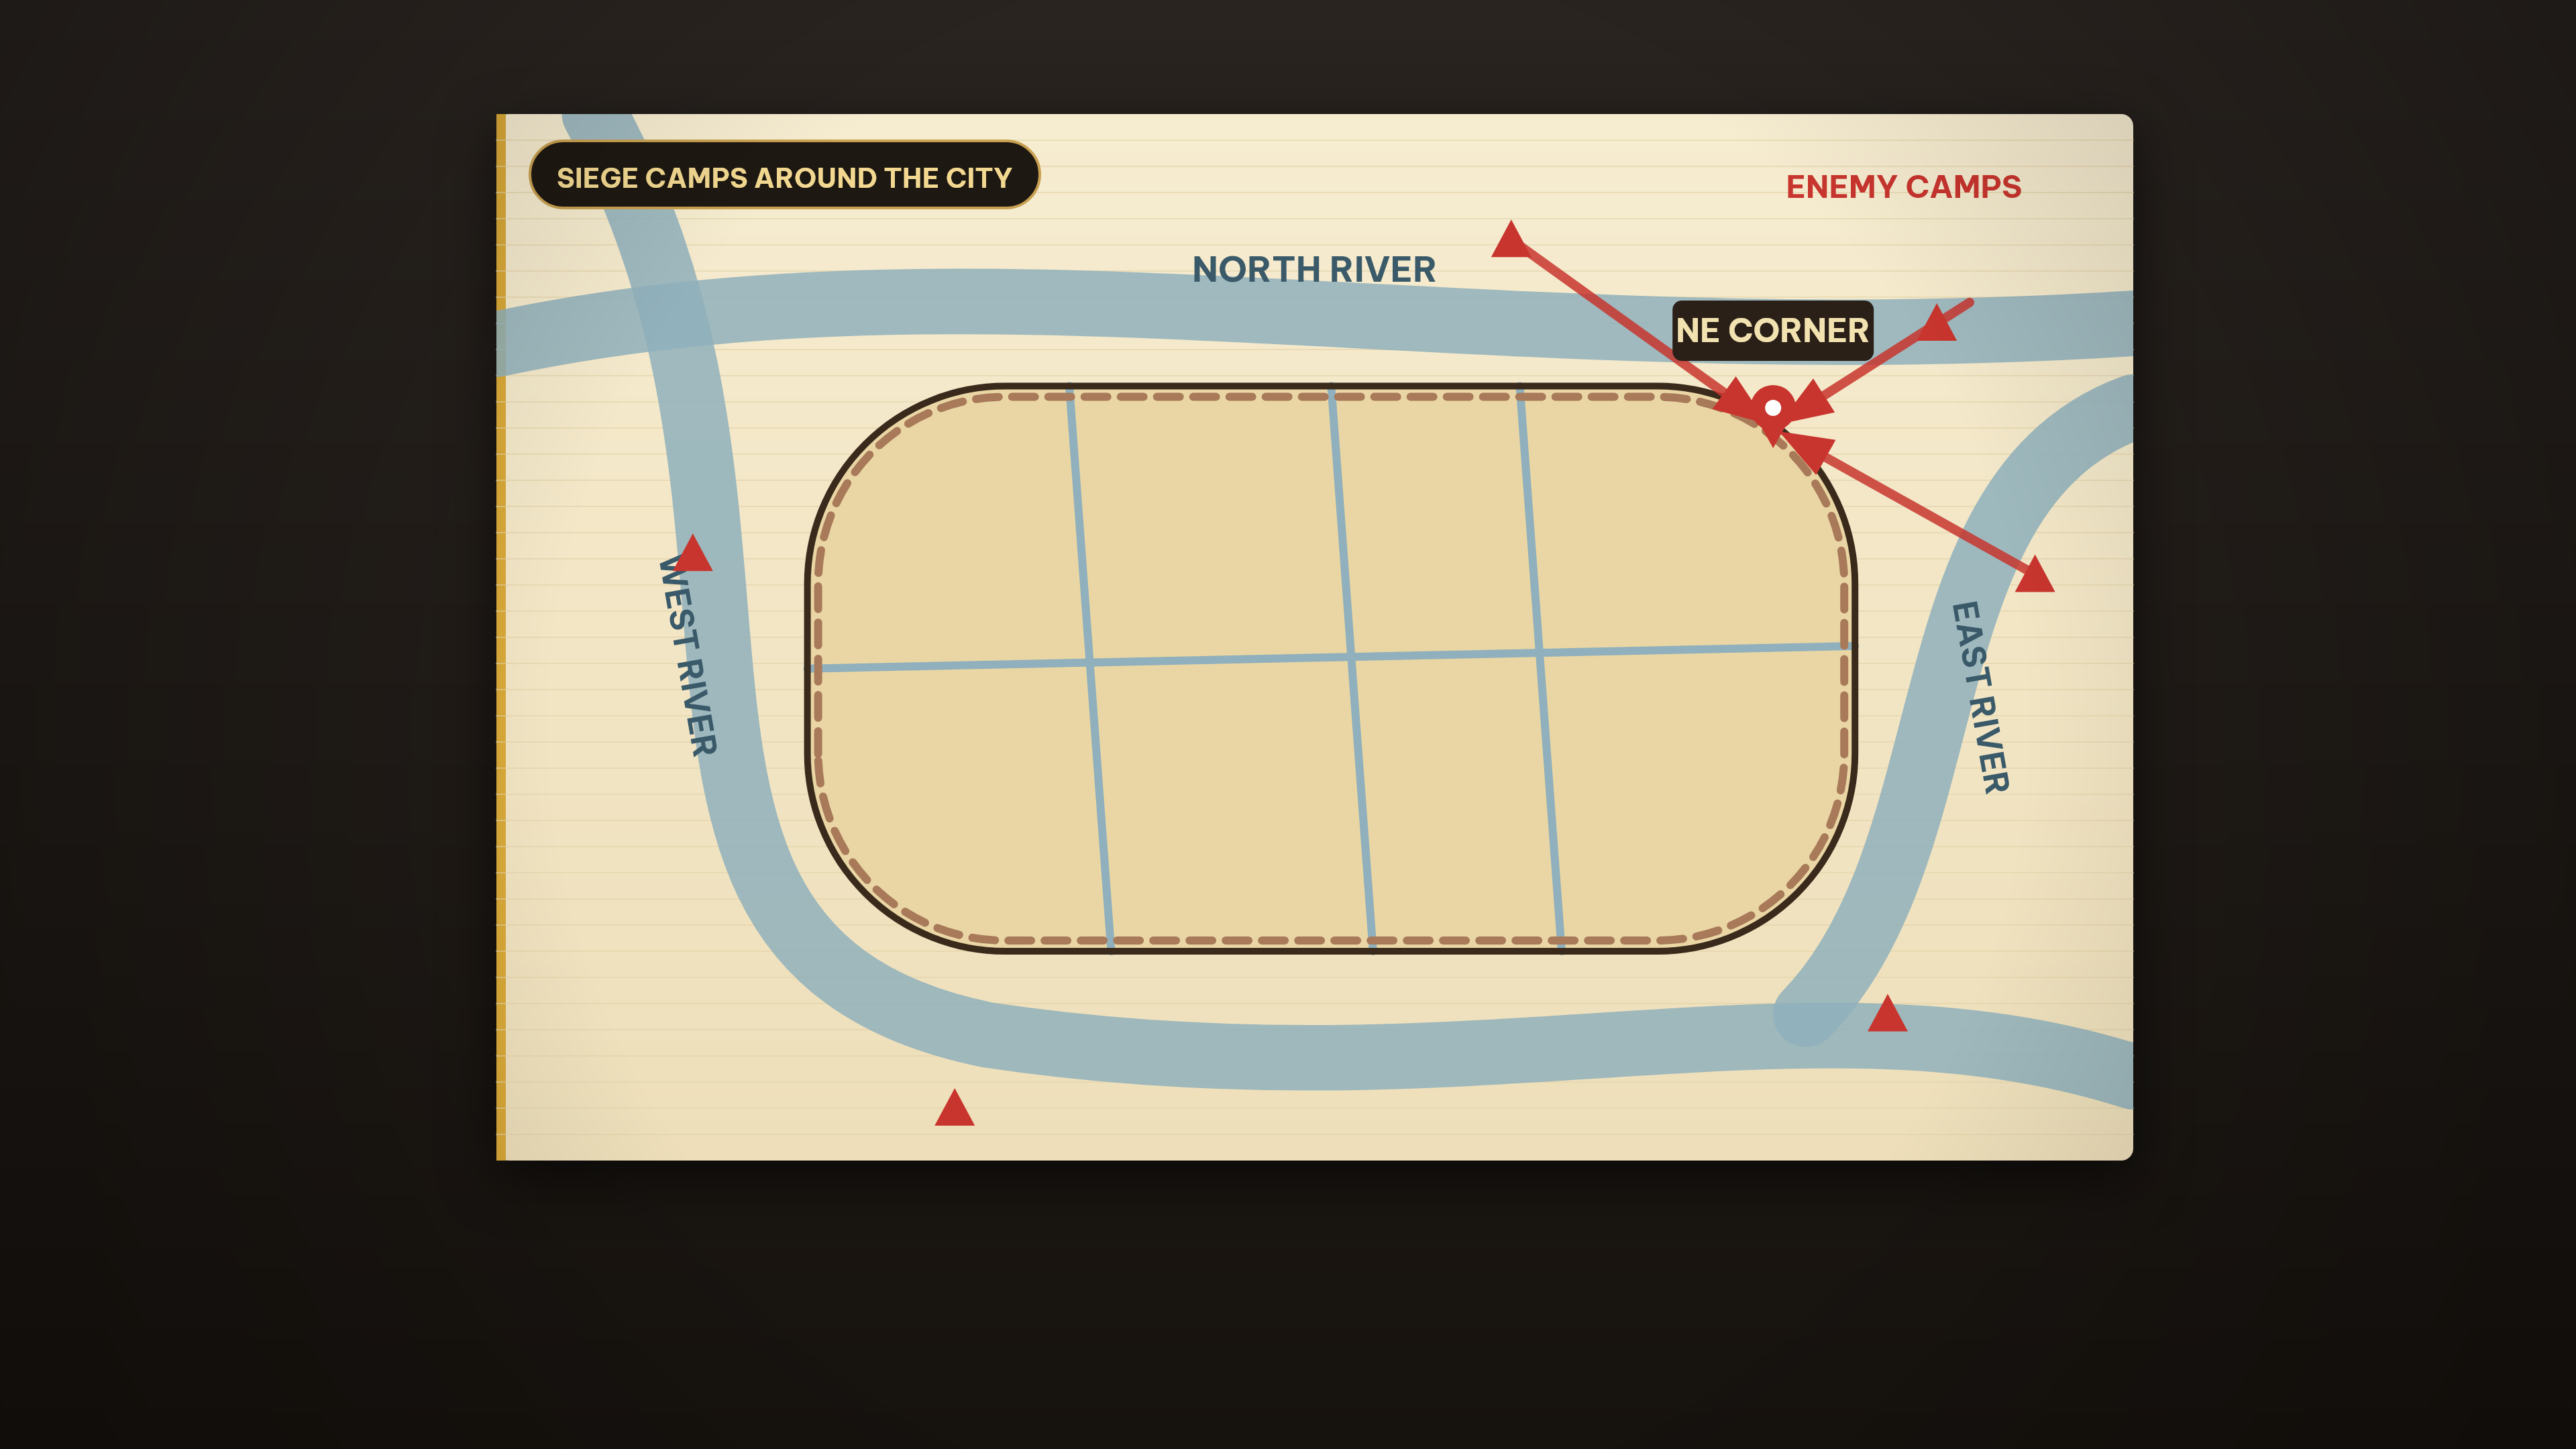 SIEGE CAMPS AROUND THE CITY
ENEMY CAMPS
NORTH RIVER
NE CORNER
WEST RIVER
EAST RIVER